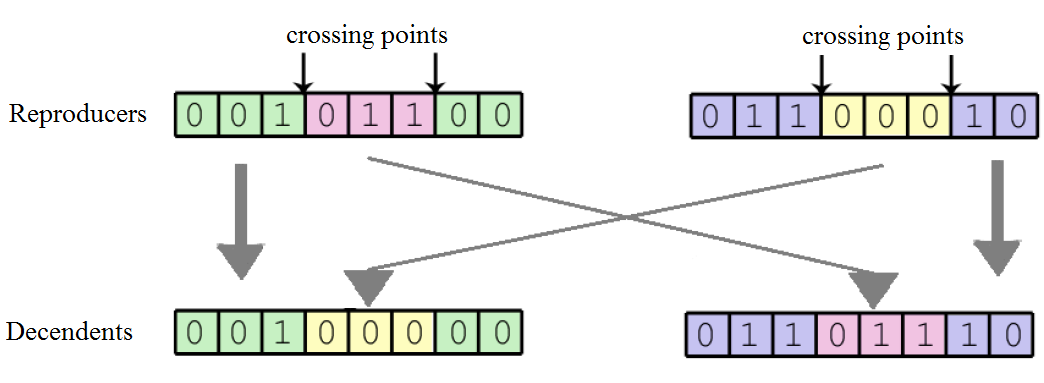 crossing points crossing points
Reproducers 0 0 1 0 1 1 0 0 0 1 1 0 0 0 1 0
Decendents 0 0 1 0 0 0 0 0 0 1 1 0 1 1 1 0